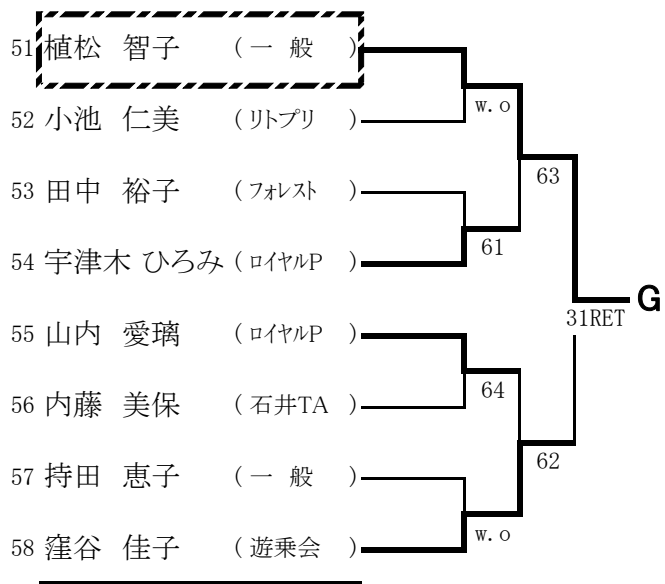 51 植松 智子 (一 般 )
w.o
52 小池 仁美 (リトプリ )
63
53 田中 裕子 (フォレスト )
61
54 宇津木 ひろみ (ロイヤルP )
G
31RET
55 山内 愛璃 (ロイヤルP )
64
56 内藤 美保 (石井TA )
62
57 持田 恵子 (一 般 )
w.o
58 窪谷 佳子 (遊乗会 )